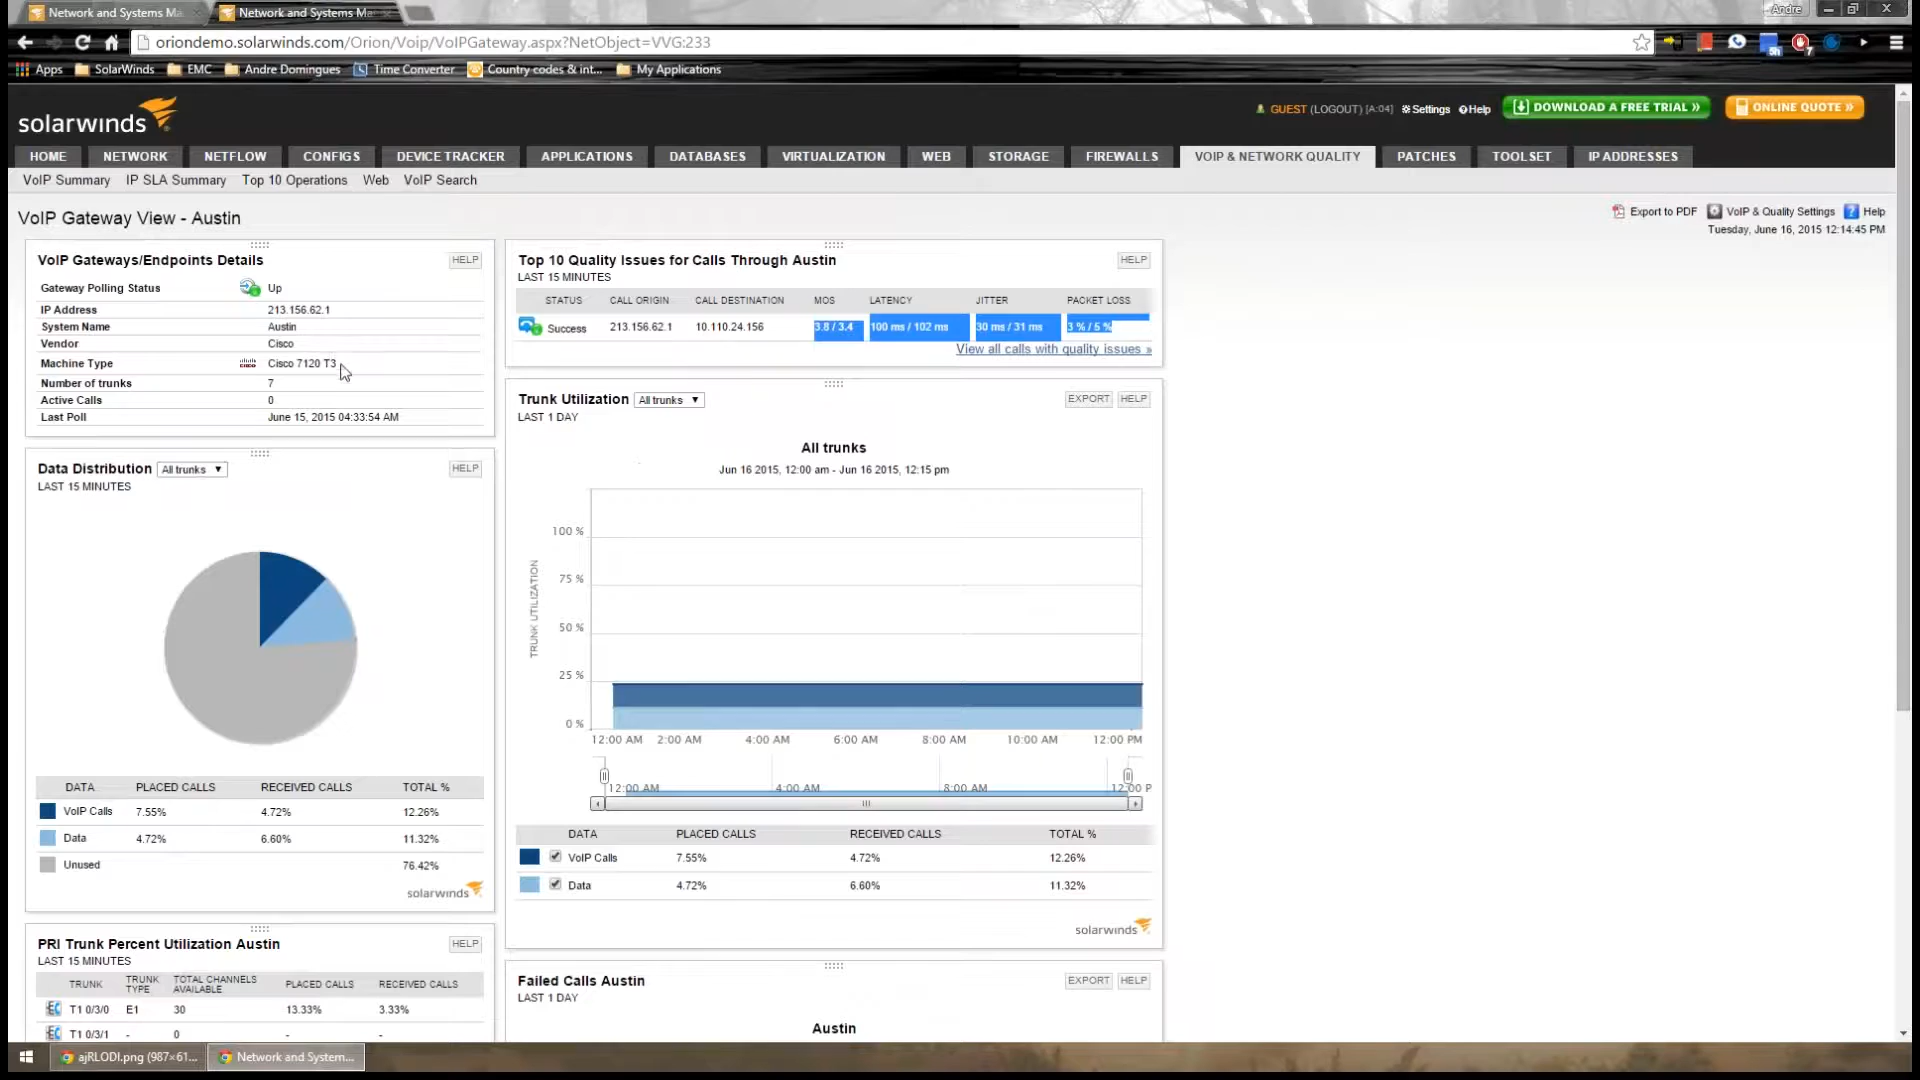 Network and Systems Ma
Network and Systems Ma
Andre
oriondemo.solarwinds.com/Orion/Voip/VoIPGateway.aspx?NetObject=VVG:233
Apps SolarWinds EMC Andre Domingues Time Converter Country codes & int... My Applications
solarwinds
GUEST (LOGOUT) [A:04] Settings Help DOWNLOAD A FREE TRIAL » ONLINE QUOTE »
HOME NETWORK NETFLOW CONFIGS DEVICE TRACKER APPLICATIONS DATABASES VIRTUALIZATION WEB STORAGE FIREWALLS VOIP & NETWORK QUALITY PATCHES TOOLSET IP ADDRESSES
VoIP Summary IP SLA Summary Top 10 Operations Web VoIP Search
VoIP Gateway View - Austin
Export to PDF VoIP & Quality Settings Help
Tuesday, June 16, 2015 12:14:45 PM
VoIP Gateways/Endpoints Details HELP
Gateway Polling Status Up
IP Address 213.156.62.1
System Name Austin
Vendor Cisco
Machine Type Cisco 7120 T3
Number of trunks 7
Active Calls 0
Last Poll June 15, 2015 04:33:54 AM
Data Distribution All trunks HELP
LAST 15 MINUTES
DATA PLACED CALLS RECEIVED CALLS TOTAL %
VoIP Calls 7.55% 4.72% 12.26%
Data 4.72% 6.60% 11.32%
Unused 76.42%
solarwinds
PRI Trunk Percent Utilization Austin HELP
LAST 15 MINUTES
TRUNK TRUNK TYPE TOTAL CHANNELS AVAILABLE PLACED CALLS RECEIVED CALLS
T1 0/3/0 E1 30 13.33% 3.33%
T1 0/3/1 - 0 - -
Top 10 Quality Issues for Calls Through Austin HELP
LAST 15 MINUTES
STATUS CALL ORIGIN CALL DESTINATION MOS LATENCY JITTER PACKET LOSS
Success 213.156.62.1 10.110.24.156 3.8 / 3.4 100 ms / 102 ms 30 ms / 31 ms 3 % / 5 %
View all calls with quality issues »
Trunk Utilization All trunks EXPORT HELP
LAST 1 DAY
All trunks
Jun 16 2015, 12:00 am - Jun 16 2015, 12:15 pm
TRUNK UTILIZATION
100 %
75 %
50 %
25 %
0 %
12:00 AM 2:00 AM 4:00 AM 6:00 AM 8:00 AM 10:00 AM 12:00 PM
12:00 AM 4:00 AM 8:00 AM 12:00 P
DATA PLACED CALLS RECEIVED CALLS TOTAL %
VoIP Calls 7.55% 4.72% 12.26%
Data 4.72% 6.60% 11.32%
solarwinds
Failed Calls Austin EXPORT HELP
LAST 1 DAY
Austin
ajRLODI.png (987×61... Network and System...